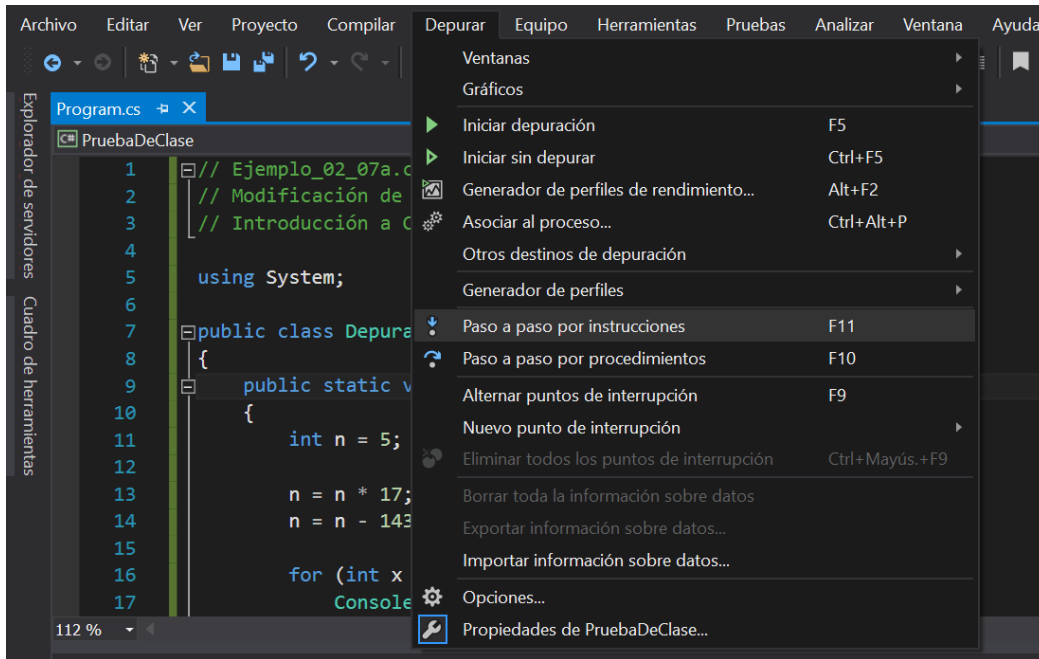 Archivo Editar Ver Proyecto Compilar Depurar Equipo Herramientas Pruebas Analizar Ventana Ayuda
Explorador de servidores
Cuadro de herramientas
Program.cs
C# PruebaDeClase
1 // Ejemplo_02_07a.c
2 // Modificación de
3 // Introducción a C
4
5 using System;
6
7 public class Depura
8 {
9 public static v
10 {
11 int n = 5;
12
13 n = n * 17;
14 n = n - 143
15
16 for (int x
17 Console
112 %
Ventanas
Gráficos
Iniciar depuración F5
Iniciar sin depurar Ctrl+F5
Generador de perfiles de rendimiento... Alt+F2
Asociar al proceso... Ctrl+Alt+P
Otros destinos de depuración
Generador de perfiles
Paso a paso por instrucciones F11
Paso a paso por procedimientos F10
Alternar puntos de interrupción F9
Nuevo punto de interrupción
Eliminar todos los puntos de interrupción Ctrl+Mayús.+F9
Borrar toda la información sobre datos
Exportar información sobre datos...
Importar información sobre datos...
Opciones...
Propiedades de PruebaDeClase...